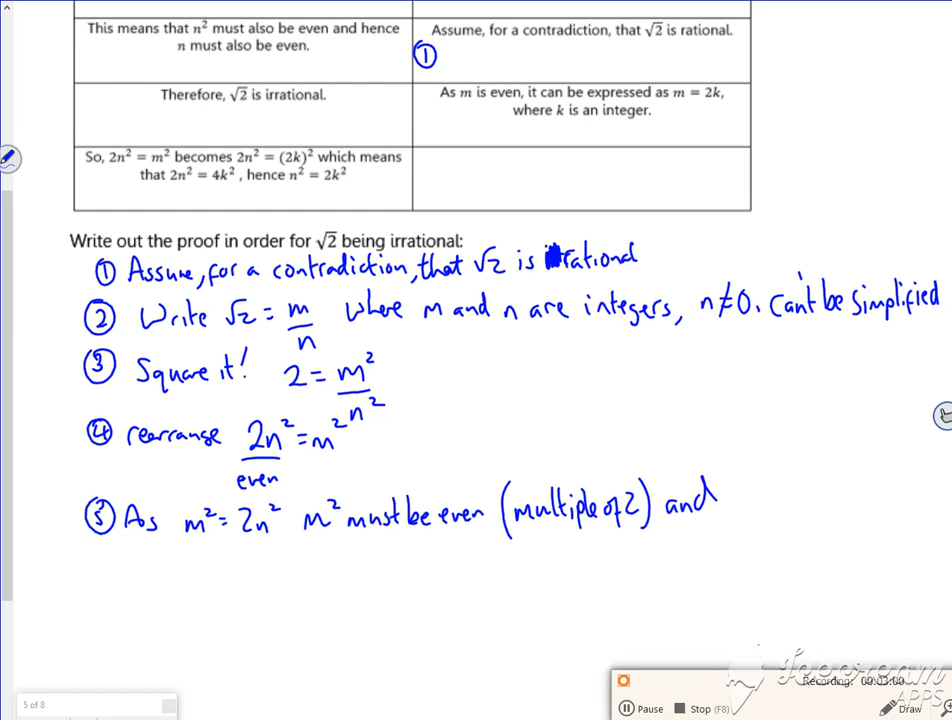 This means that n² must also be even and hence
n must also be even.
Assume, for a contradiction, that √2 is rational.
①
Therefore, √2 is irrational.
As m is even, it can be expressed as m = 2k,
where k is an integer.
So, 2n² = m² becomes 2n² = (2k)² which means
that 2n² = 4k² , hence n² = 2k²
Write out the proof in order for √2 being irrational:
① Assume, for a contradiction, that √2 is rational
② Write √2 = m/n where m and n are integers, n≠0. Can't be simplified
③ Square it! 2 = m²/n²
④ rearrange 2n² = m²
even
⑤ As m² = 2n² m² must be even (multiple of 2) and
5 of 8
Recording: 00:03:00
APPS
Pause
Stop (F8)
Draw